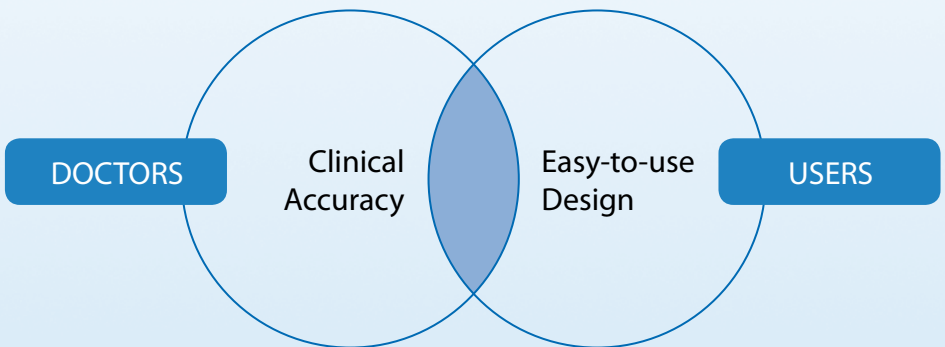 DOCTORS
Clinical
Accuracy
Easy-to-use
Design
USERS